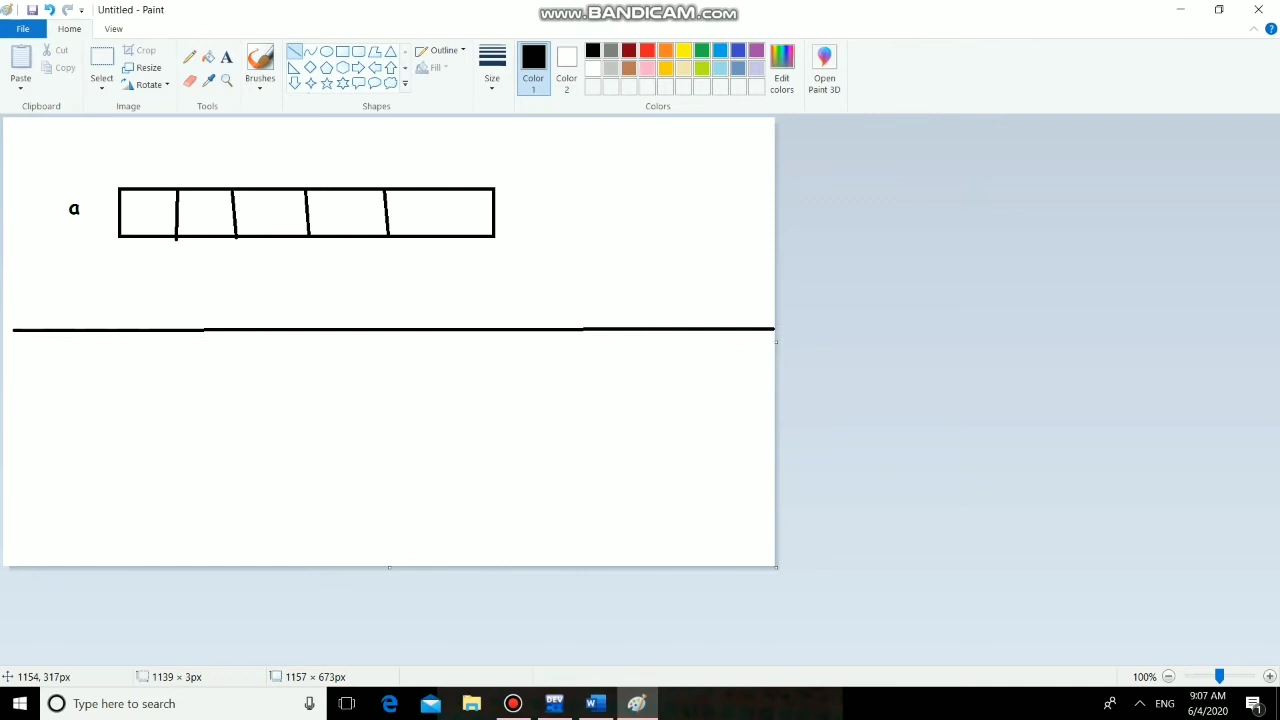 Untitled - Paint
www.BANDICAM.com
File
Home
View
Paste
Cut
Copy
Select
Crop
Resize
Rotate
A
Brushes
Outline
Fill
Size
Color 1
Color 2
Edit colors
Open Paint 3D
Clipboard
Image
Tools
Shapes
Colors
a
1154, 317px
1139 × 3px
1157 × 673px
100%
Type here to search
DEV
W
ENG
9:07 AM
6/4/2020
1